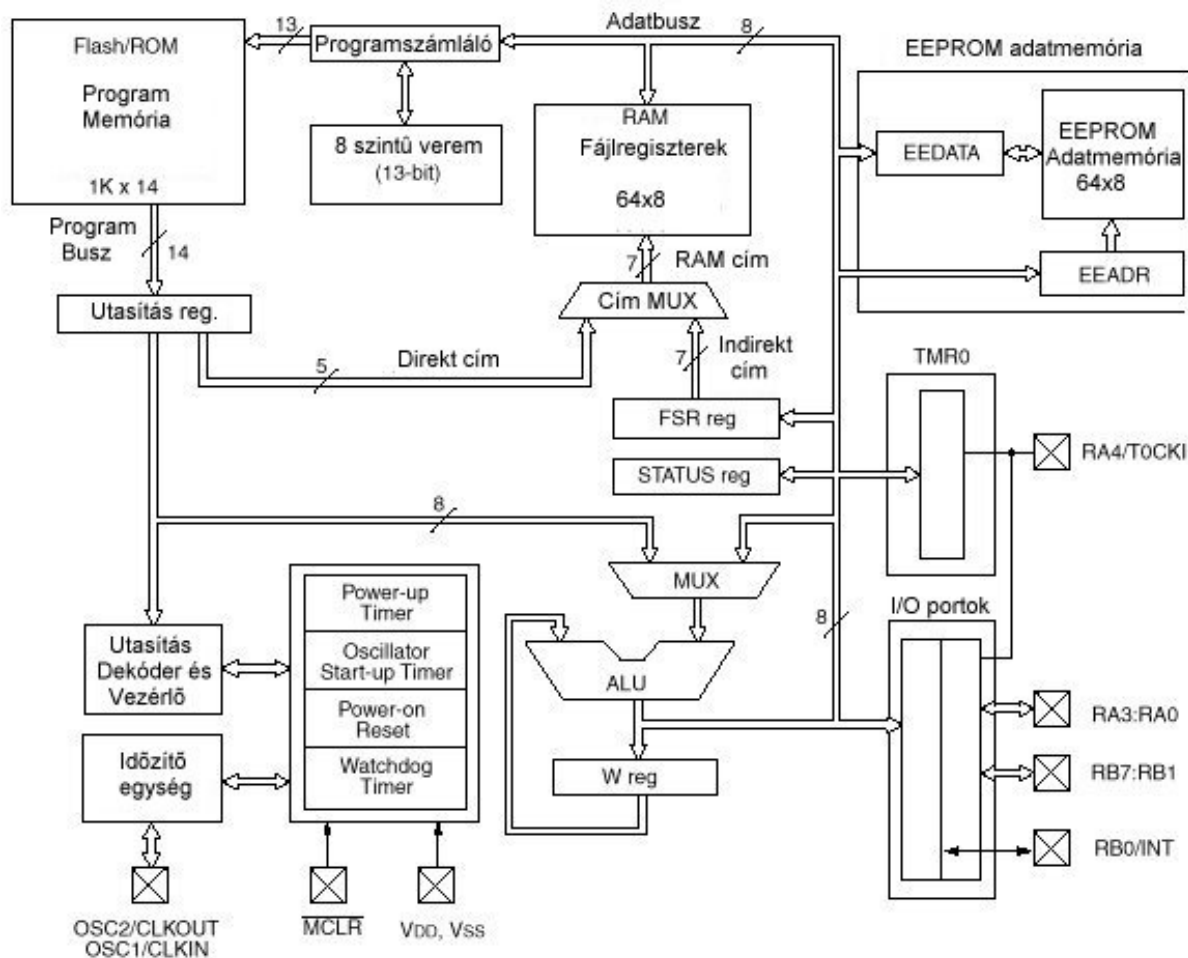 Flash/ROM
Program
Memória
1K x 14
13
Programszámláló
8 szintû verem
(13-bit)
Adatbusz
8
RAM
Fájlregiszterek
64x8
EEPROM adatmemória
EEDATA
EEPROM
Adatmemória
64x8
EEADR
Program
Busz
14
7
RAM cím
Cím MUX
Utasítás reg.
5
Direkt cím
7
Indirekt
cím
FSR reg
STATUS reg
TMR0
RA4/T0CKI
8
MUX
8
I/O portok
ALU
W reg
Utasítás
Dekóder és
Vezérlõ
Idõzítõ
egység
Power-up
Timer
Oscillator
Start-up Timer
Power-on
Reset
Watchdog
Timer
RA3:RA0
RB7:RB1
RB0/INT
OSC2/CLKOUT
OSC1/CLKIN
MCLR
VDD, VSS